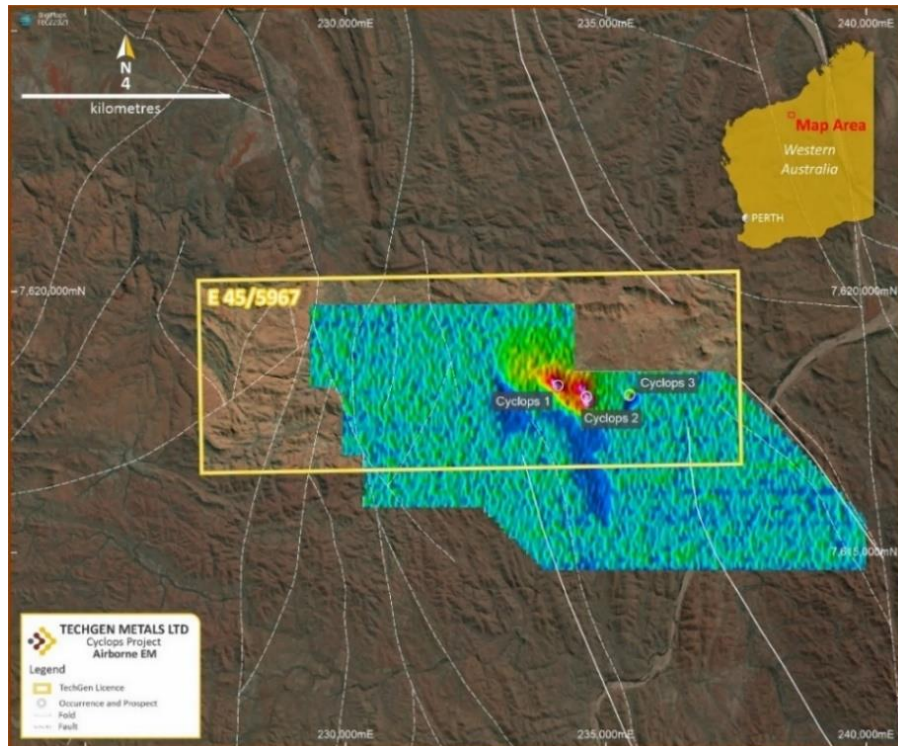 230,000mE
235,000mE
240,000mE
N
4
kilometres
Map Area
Western
Australia
PERTH
7,620,000mN
7,620,000mN
E 45/5967
Cyclops 1
Cyclops 2
Cyclops 3
7,615,000mN
TECHGEN METALS LTD
Cyclops Project
Airborne EM
Legend
TechGen Licence
Occurrence and Prospect
Fold
Fault
230,000mE
235,000mE
240,000mE